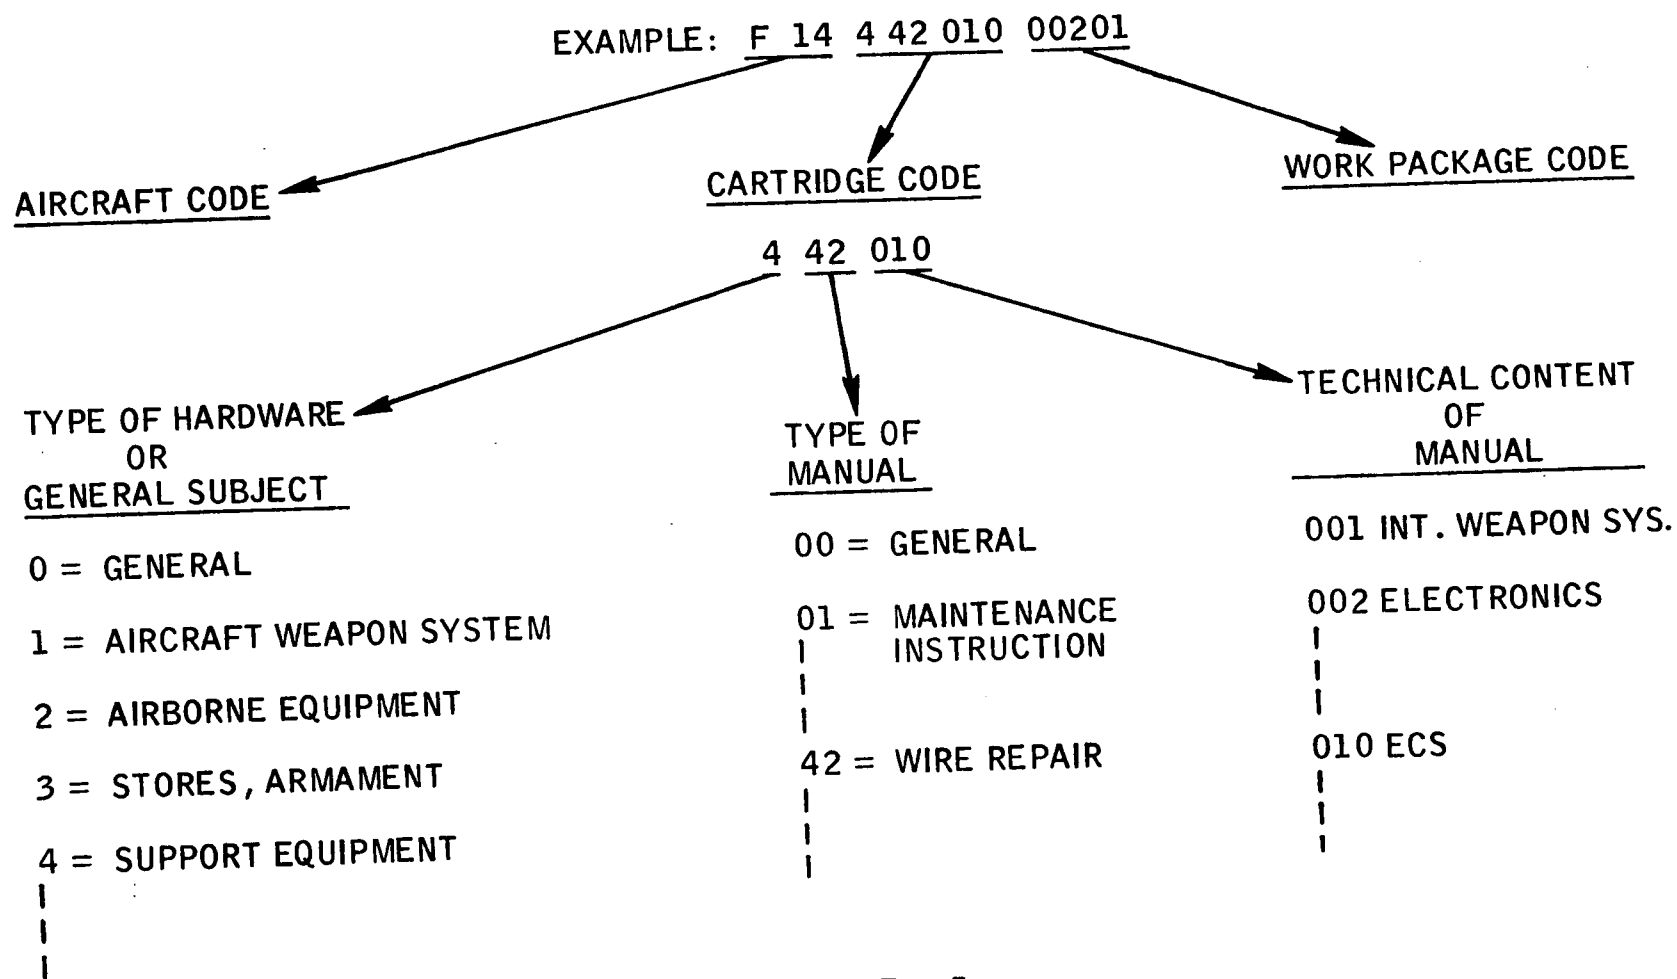 EXAMPLE: F 14 4 42 010 00201
AIRCRAFT CODE
CARTRIDGE CODE
WORK PACKAGE CODE
4 42 010
TYPE OF HARDWARE
OR
GENERAL SUBJECT
0 = GENERAL
1 = AIRCRAFT WEAPON SYSTEM
2 = AIRBORNE EQUIPMENT
3 = STORES, ARMAMENT
4 = SUPPORT EQUIPMENT
TYPE OF
MANUAL
00 = GENERAL
01 = MAINTENANCE
INSTRUCTION
42 = WIRE REPAIR
TECHNICAL CONTENT
OF
MANUAL
001 INT. WEAPON SYS.
002 ELECTRONICS
010 ECS